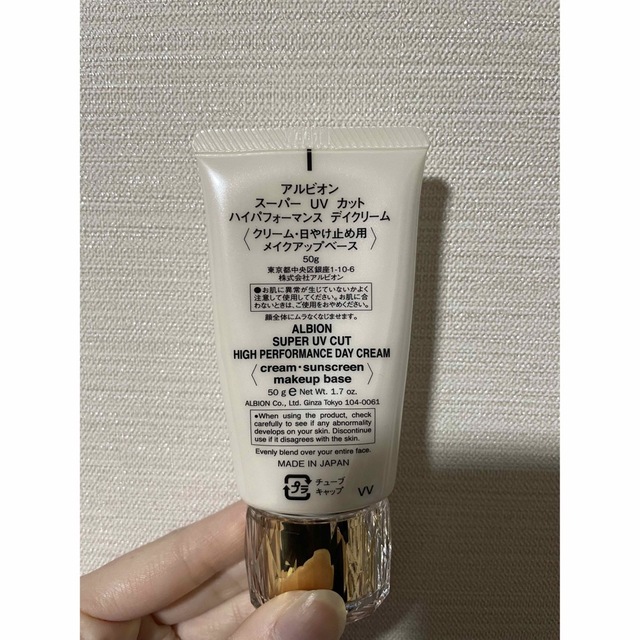 アルビオン
スーパー UV カット
ハイパフォーマンス デイクリーム
〈クリーム・日やけ止め用
メイクアップベース〉
50g
東京都中央区銀座1-10-6
株式会社アルビオン
●お肌に異常が生じていないかよく
注意して使用してください。お肌に合
わないときは、ご使用をおやめください。
顔全体にムラなくなじませます。
ALBION
SUPER UV CUT
HIGH PERFORMANCE DAY CREAM
〈cream・sunscreen
makeup base〉
50 g e Net Wt. 1.7 oz.
ALBION Co., Ltd. Ginza Tokyo 104-0061
●When using the product, check
carefully to see if any abnormality
develops on your skin. Discontinue
use if it disagrees with the skin.
Evenly blend over your entire face.
MADE IN JAPAN
プラ チューブ
キャップ
VV